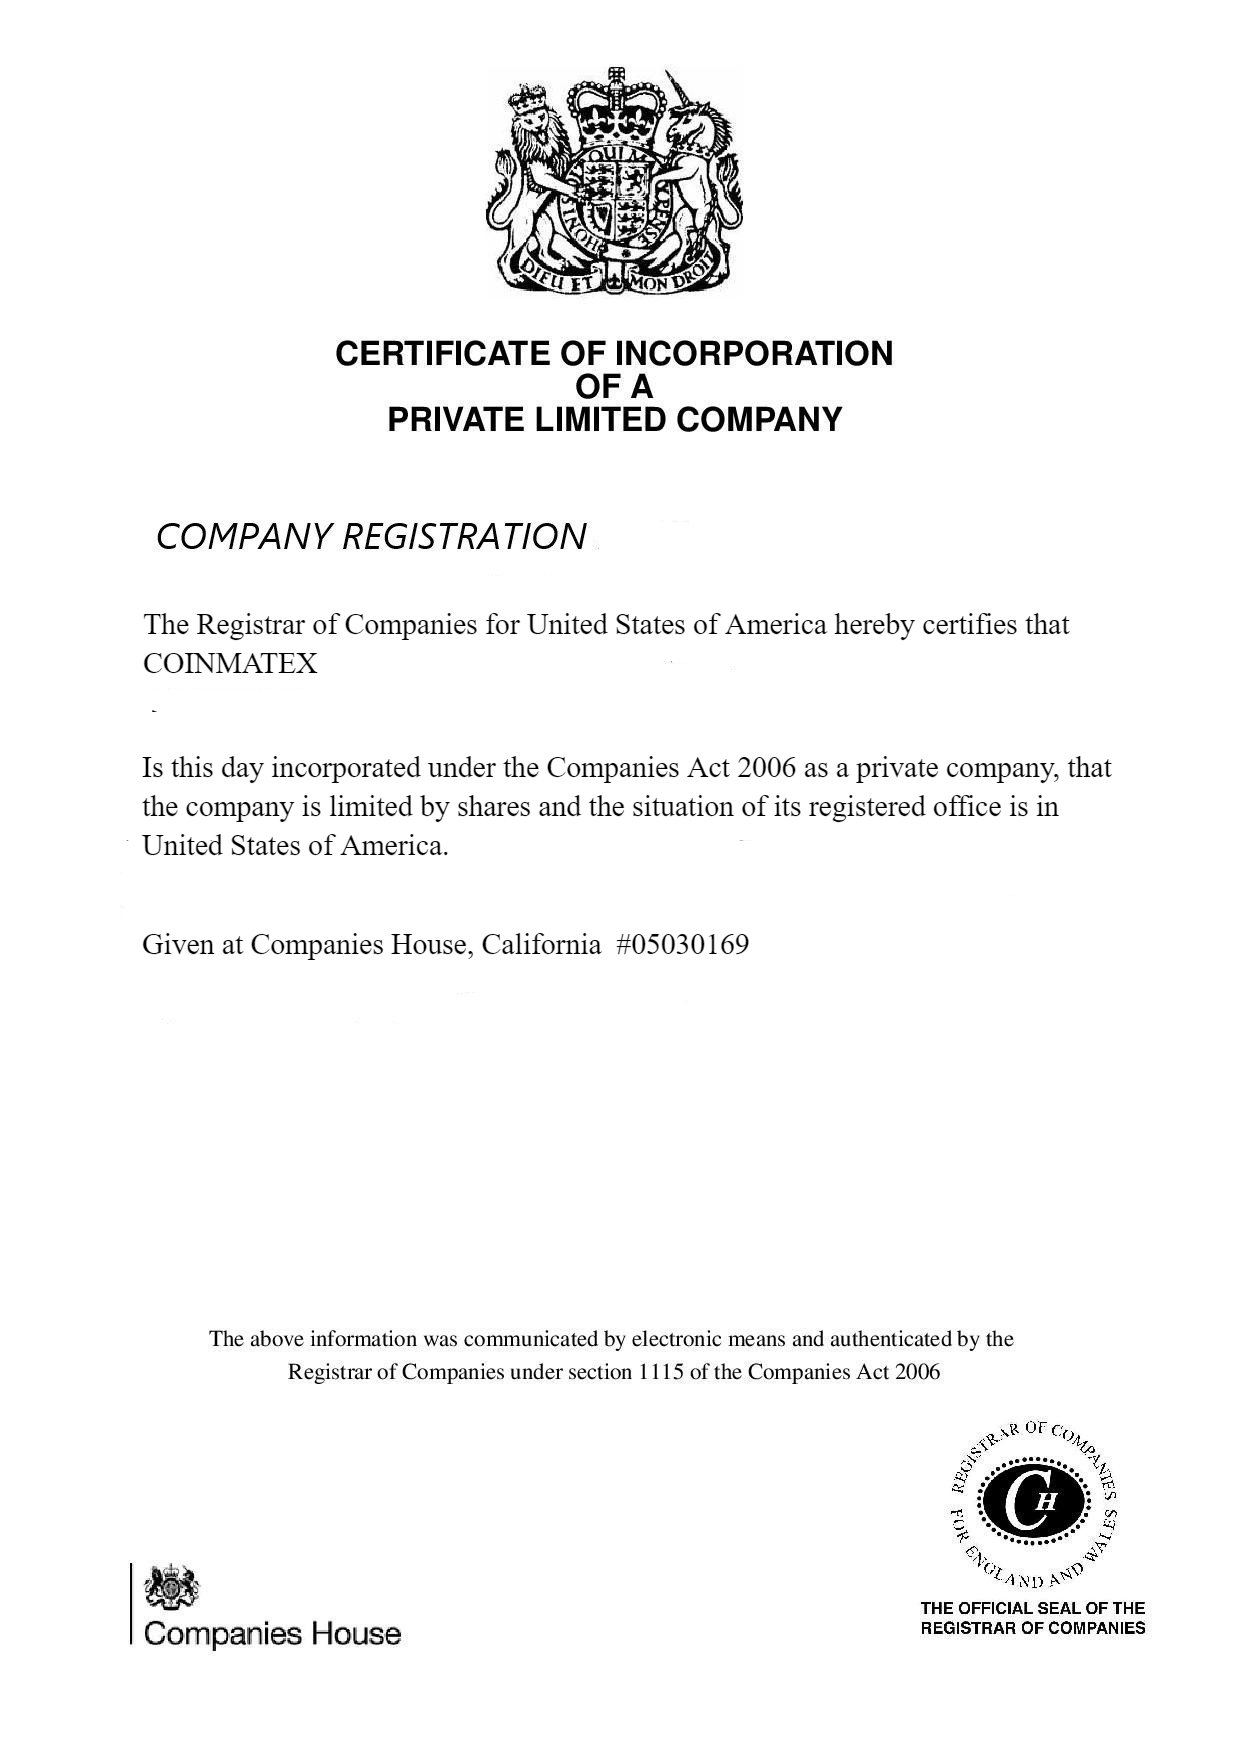 HONI SOIT QUI MAL Y PENSE
DIEU ET MON DROIT
CERTIFICATE OF INCORPORATION
OF A
PRIVATE LIMITED COMPANY
COMPANY REGISTRATION
The Registrar of Companies for United States of America hereby certifies that
COINMATEX
Is this day incorporated under the Companies Act 2006 as a private company, that
the company is limited by shares and the situation of its registered office is in
United States of America.
Given at Companies House, California #05030169
The above information was communicated by electronic means and authenticated by the
Registrar of Companies under section 1115 of the Companies Act 2006
REGISTRAR OF COMPANIES
FOR ENGLAND AND WALES
CH
THE OFFICIAL SEAL OF THE
REGISTRAR OF COMPANIES
Companies House